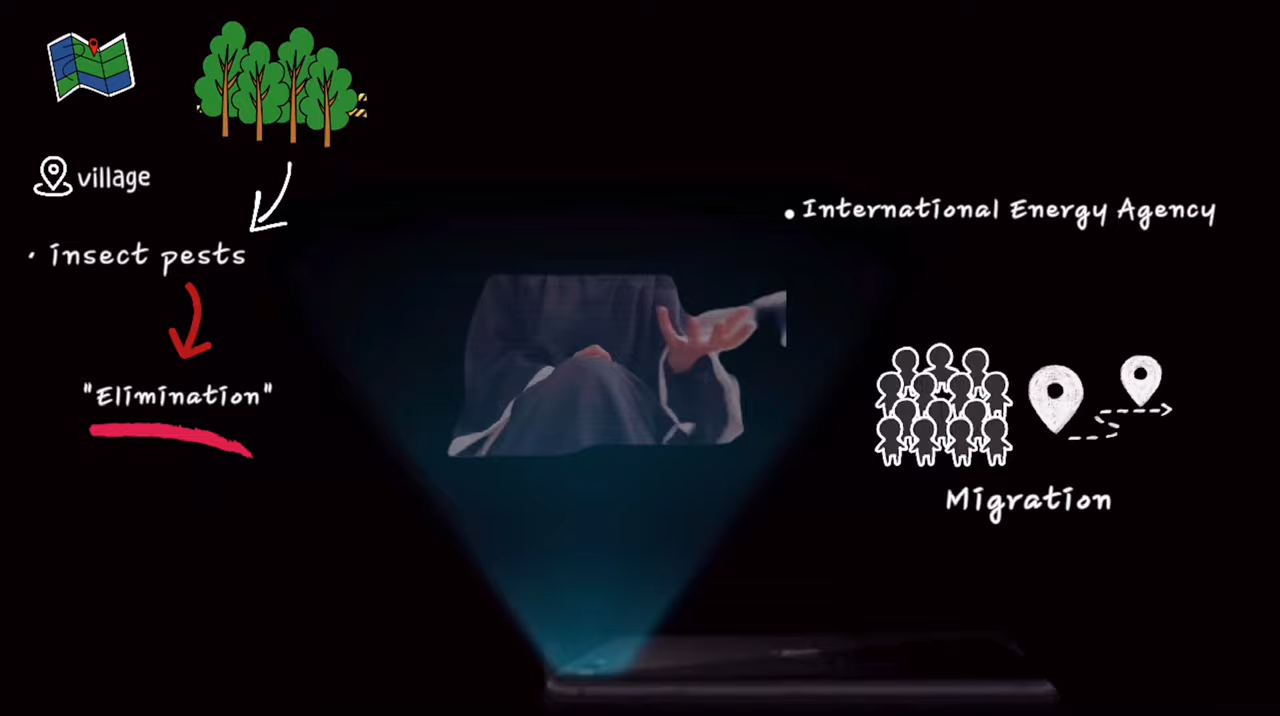 village
· insect pests
"Elimination"
• International Energy Agency
Migration